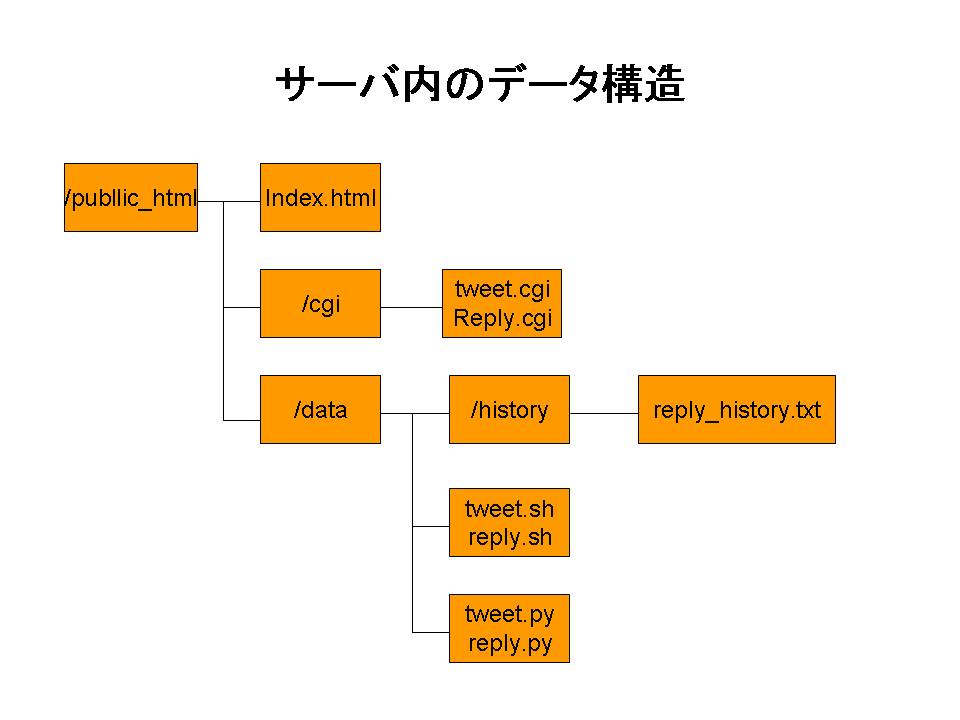 サーバ内のデータ構造
/publlic_html
Index.html
/cgi
tweet.cgi
Reply.cgi
/data
/history
reply_history.txt
tweet.sh
reply.sh
tweet.py
reply.py